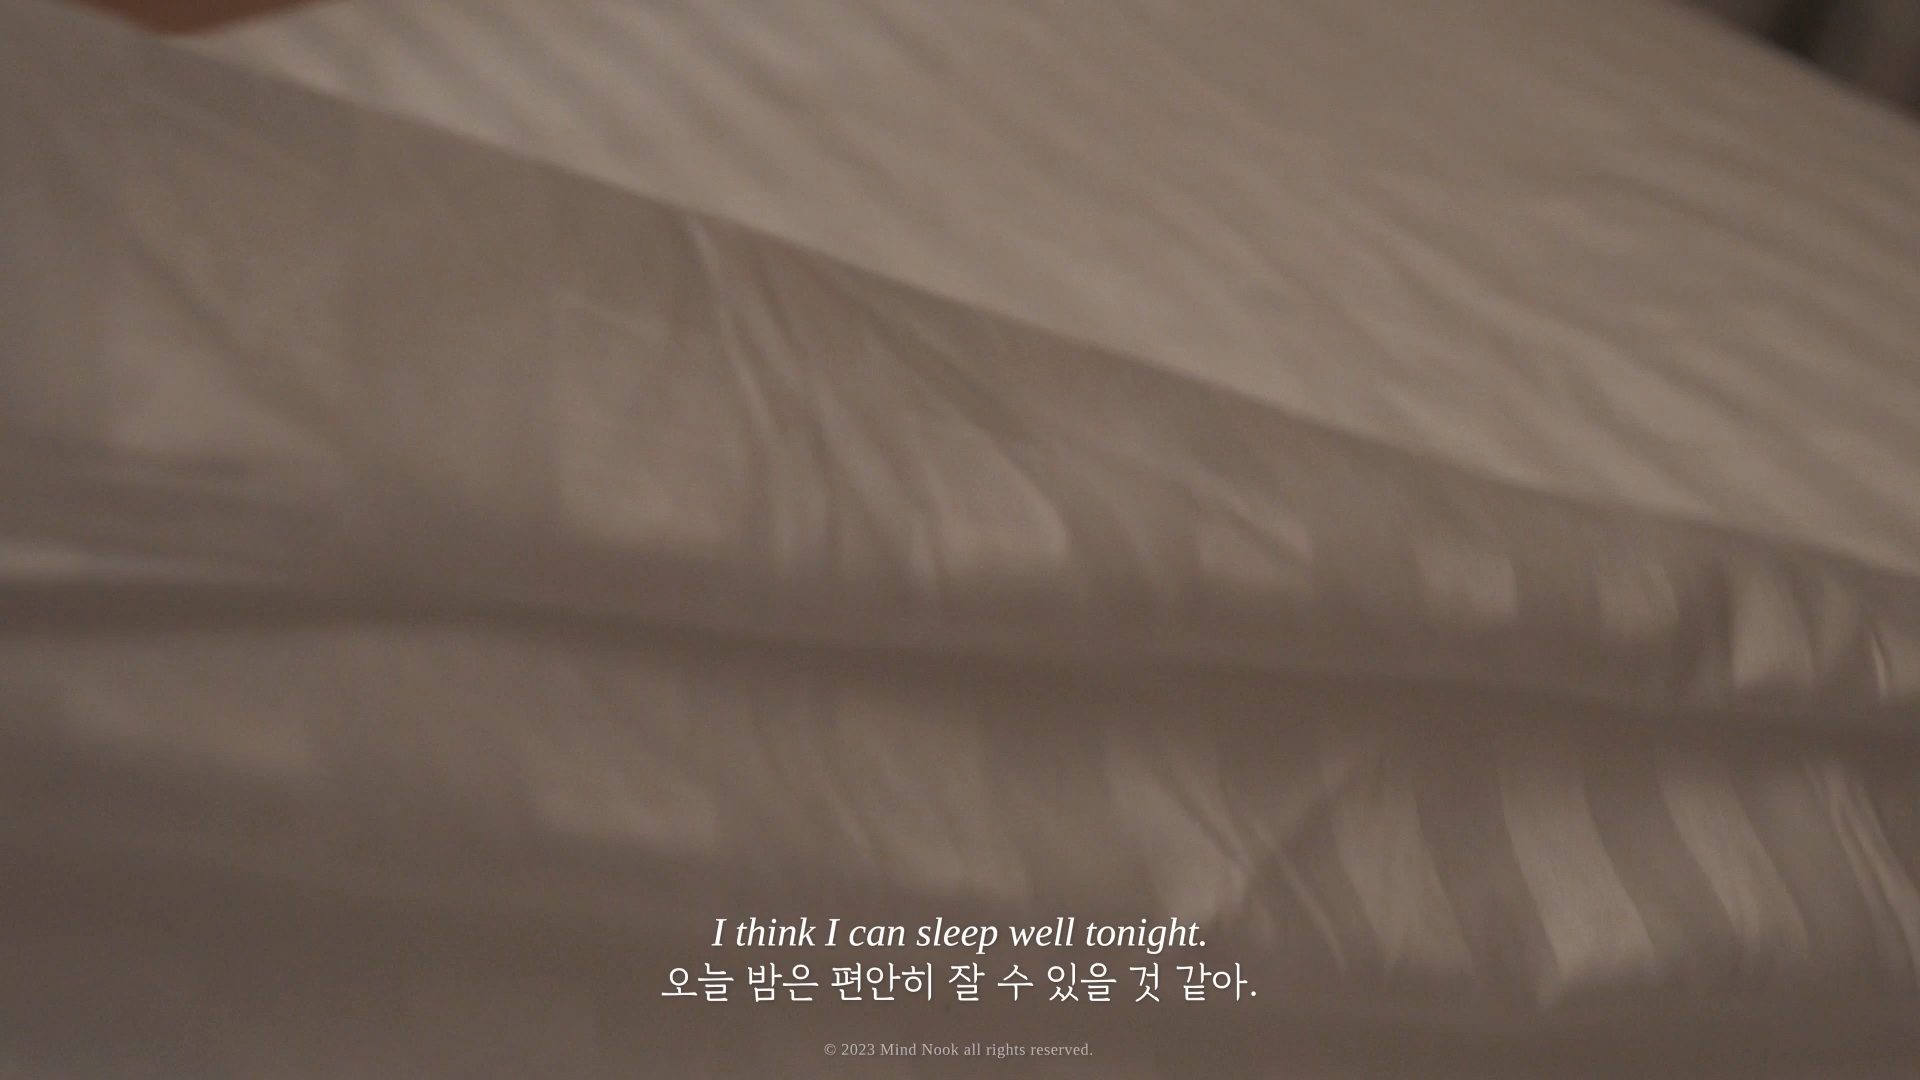 I think I can sleep well tonight.
오늘 밤은 편안히 잘 수 있을 것 같아.
© 2023 Mind Nook all rights reserved.